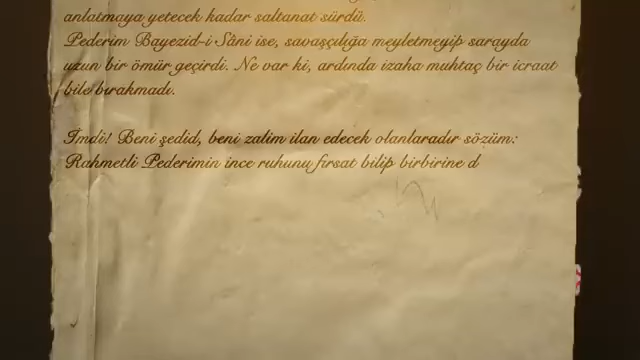 anlatmaya yetecek kadar saltanat sürdü.
Pederim Bayezid-i Sâni ise, savaşçılığa meyletmeyip sarayda
uzun bir ömür geçirdi. Ne var ki, ardında izaha muhtaç bir icraat
bile bırakmadı.
İmdi! Beni şedid, beni zalim ilan edecek olanlaradır sözüm:
Rahmetli Pederimin ince ruhunu fırsat bilip birbirine d